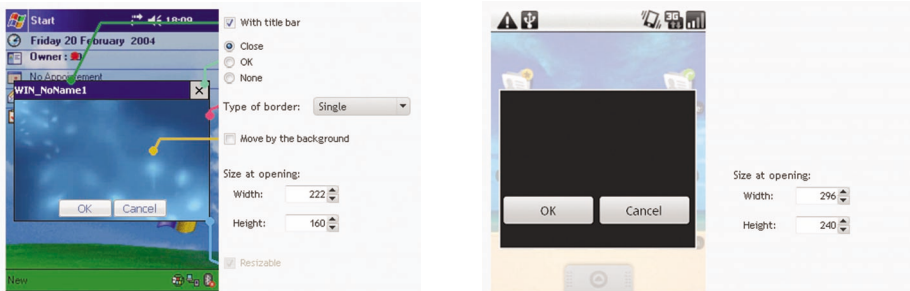 Start
18:09
Friday 20 February 2004
Owner :
No Appointment
WIN_NoName1
OK
Cancel
New
With title bar
Close
OK
None
Type of border: Single
Move by the background
Size at opening:
Width: 222
Height: 160
Resizable
3G
OK
Cancel
Size at opening:
Width: 296
Height: 240